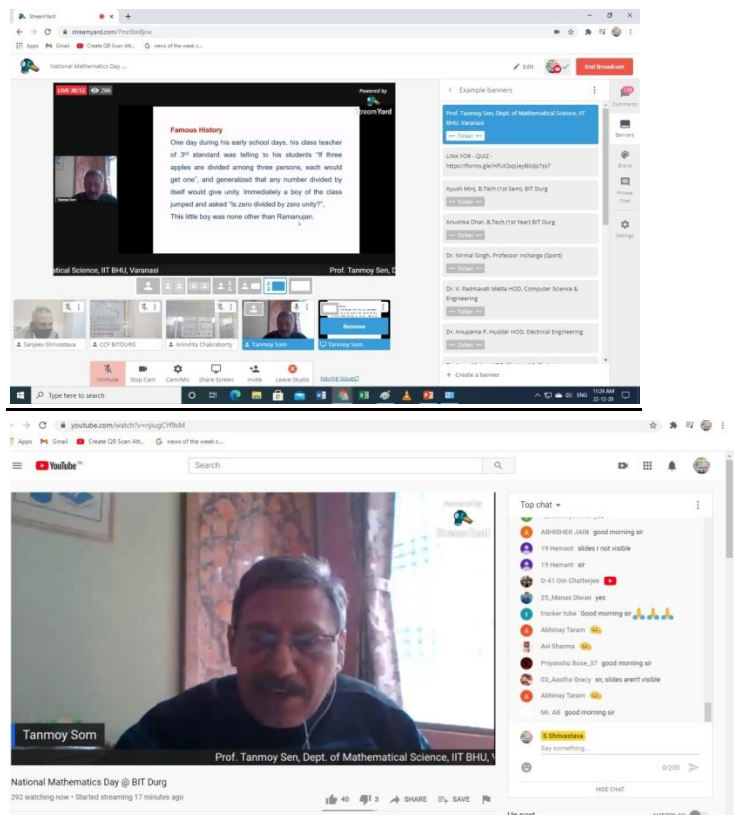 StreamYard
streamyard.com/7mz3bn8jcw
Apps Gmail Create QR Scan Att... news of the week c...
National Mathematics Day ...
Edit
End Broadcast
LIVE 30:12 266
Powered by
StreamYard
Famous History
One day during his early school days, his class teacher
of 3rd standard was telling to his students "If three
apples are divided among three persons, each would
get one", and generalized that any number divided by
itself would give unity. Immediately a boy of the class
jumped and asked "Is zero divided by zero unity?",
This little boy was none other than Ramanujan.
Tanmoy Som
atical Science, IIT BHU, Varanasi
Prof. Tanmoy Sen, D
Remove
Sanjeev Shrivastava
CCF BITDURG
Anindita Chakraborty
Tanmoy Som
Tanmoy Som
Unmute
Stop Cam
Cam/Mic
Share Screen
Invite
Leave Studio
Having issues?
Example banners
Prof. Tanmoy Sen, Dept. of Mathematical Science, IIT
BHU, Varanasi
Ticker
LINK FOR - QUIZ -
Ayush Minj, B.Tech (1st Sem), BIT Durg
Ticker
Anushka Dhar, B.Tech (1st Year) BIT Durg
Ticker
Dr. Nirmal Singh, Professor Incharge (Sport)
Ticker
Dr. V. Padmavati Metta HOD, Computer Science &
Engineering
Ticker
Dr. Anupama P. Huddar HOD, Electrical Engineering
Ticker
+ Create a banner
Comments
Banners
Brand
Private
Chat
Settings
Type here to search
ENG
11:24 AM
22-12-20
youtube.com/watch?v=njiugCYf9sM
Apps Gmail Create QR Scan Att... news of the week c...
YouTube IN
Search
Powered by
StreamYard
Tanmoy Som
Prof. Tanmoy Sen, Dept. of Mathematical Science, IIT BHU,
National Mathematics Day @ BIT Durg
292 watching now • Started streaming 17 minutes ago
40 3 SHARE SAVE
Top chat
ABHISHEK JAIN good morning sir
19 Hemant slides r not visible
19 Hemant sir
D-41 Om Chatterjee
25_Manas Diwan yes
tracker tube Good morning sir
Abhinay Taram
Avi Sharma
Priyanshu Bose_37 good morning sir
03_Aastha Gracy sir, slides aren't visible
Abhinay Taram
Mr. AB good morning sir
S Shrivastava
Say something...
0/200
HIDE CHAT
Up next